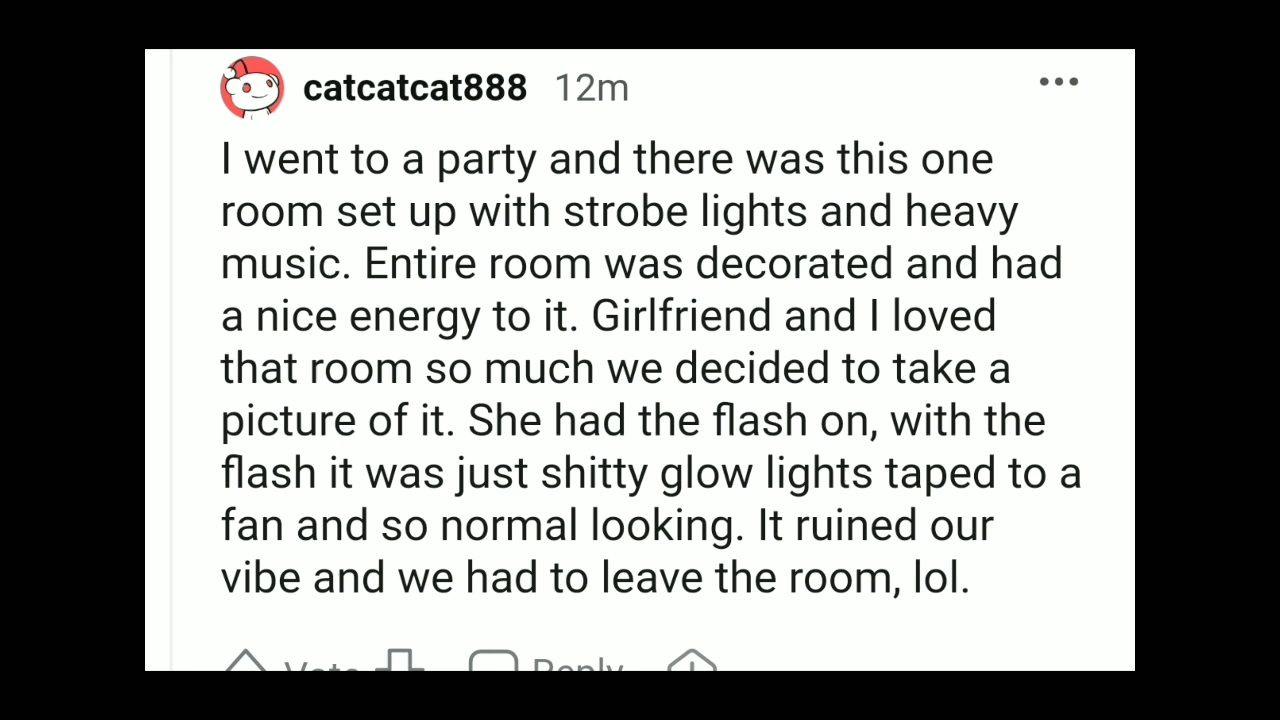 catcatcat888 12m
I went to a party and there was this one
room set up with strobe lights and heavy
music. Entire room was decorated and had
a nice energy to it. Girlfriend and I loved
that room so much we decided to take a
picture of it. She had the flash on, with the
flash it was just shitty glow lights taped to a
fan and so normal looking. It ruined our
vibe and we had to leave the room, lol.
Vote Reply